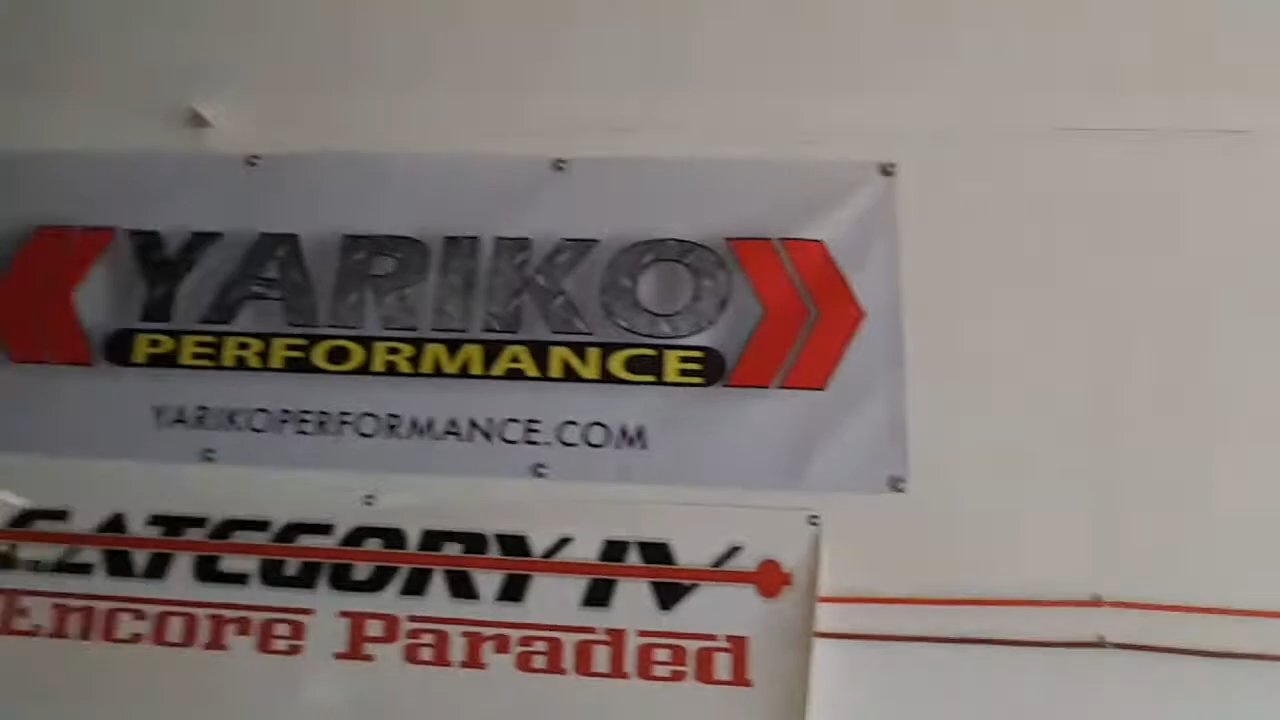 YARIKO
PERFORMANCE
YARIKOPERFORMANCE.COM
CATEGORY IV
Encore Paraded